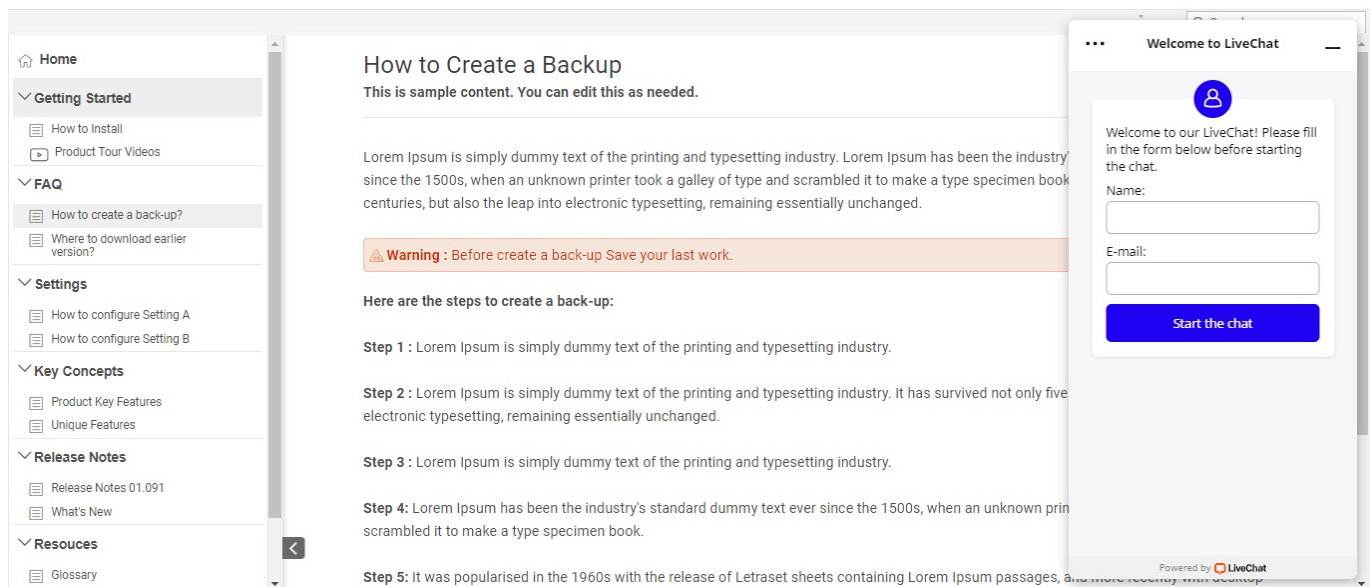 Home
Getting Started
How to Install
Product Tour Videos
FAQ
How to create a back-up?
Where to download earlier
version?
Settings
How to configure Setting A
How to configure Setting B
Key Concepts
Product Key Features
Unique Features
Release Notes
Release Notes 01.091
What's New
Resouces
Glossary
How to Create a Backup
This is sample content. You can edit this as needed.
Lorem Ipsum is simply dummy text of the printing and typesetting industry. Lorem Ipsum has been the industry'
since the 1500s, when an unknown printer took a galley of type and scrambled it to make a type specimen book
centuries, but also the leap into electronic typesetting, remaining essentially unchanged.
Warning : Before create a back-up Save your last work.
Here are the steps to create a back-up:
Step 1 : Lorem Ipsum is simply dummy text of the printing and typesetting industry.
Step 2 : Lorem Ipsum is simply dummy text of the printing and typesetting industry. It has survived not only five
electronic typesetting, remaining essentially unchanged.
Step 3 : Lorem Ipsum is simply dummy text of the printing and typesetting industry.
Step 4: Lorem Ipsum has been the industry's standard dummy text ever since the 1500s, when an unknown prin
scrambled it to make a type specimen book.
Step 5: It was popularised in the 1960s with the release of Letraset sheets containing Lorem Ipsum passages, and more recently with desktop
Welcome to LiveChat
Welcome to our LiveChat! Please fill
in the form below before starting
the chat.
Name:
E-mail:
Start the chat
Powered by LiveChat